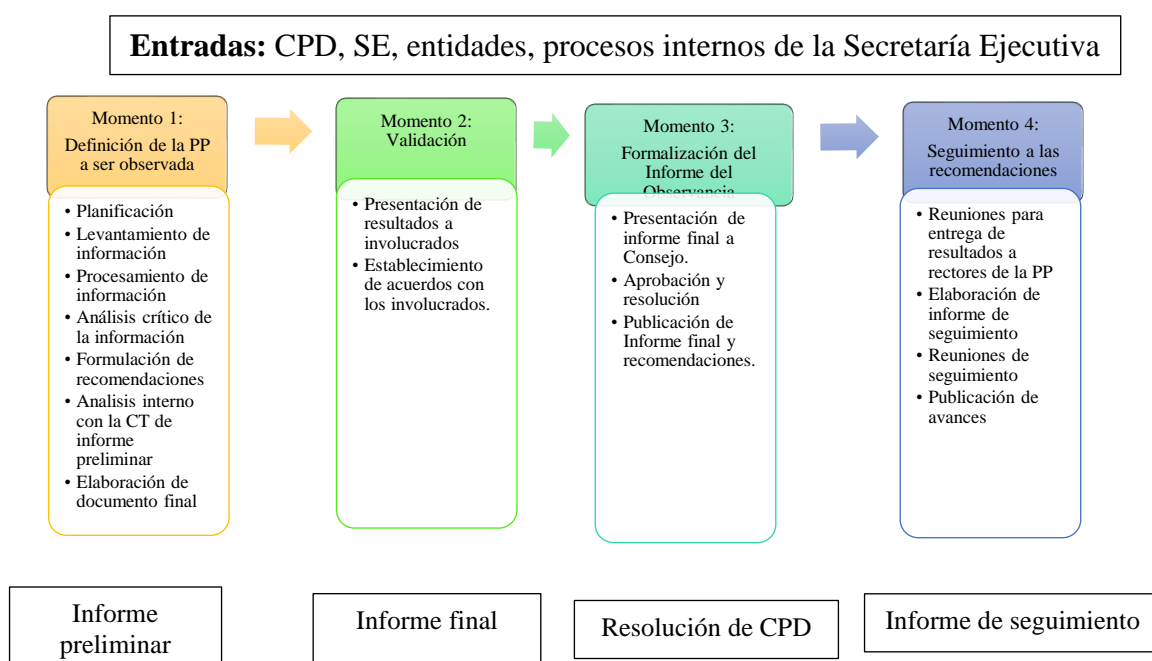 Entradas: CPD, SE, entidades, procesos internos de la Secretaría Ejecutiva
Momento 1:
Definición de la PP
a ser observada
• Planificación
• Levantamiento de
información
• Procesamiento de
información
• Análisis crítico de
la información
• Formulación de
recomendaciones
• Analisis interno
con la CT de
informe
preliminar
• Elaboración de
documento final
Momento 2:
Validación
• Presentación de
resultados a
involucrados
• Establecimiento
de acuerdos con
los involucrados.
Momento 3:
Formalización del
Informe del
Observancia
• Presentación de
informe final a
Consejo.
• Aprobación y
resolución
• Publicación de
Informe final y
recomendaciones.
Momento 4:
Seguimiento a las
recomendaciones
• Reuniones para
entrega de
resultados a
rectores de la PP
• Elaboración de
informe de
seguimiento
• Reuniones de
seguimiento
• Publicación de
avances
Informe
preliminar
Informe final
Resolución de CPD
Informe de seguimiento